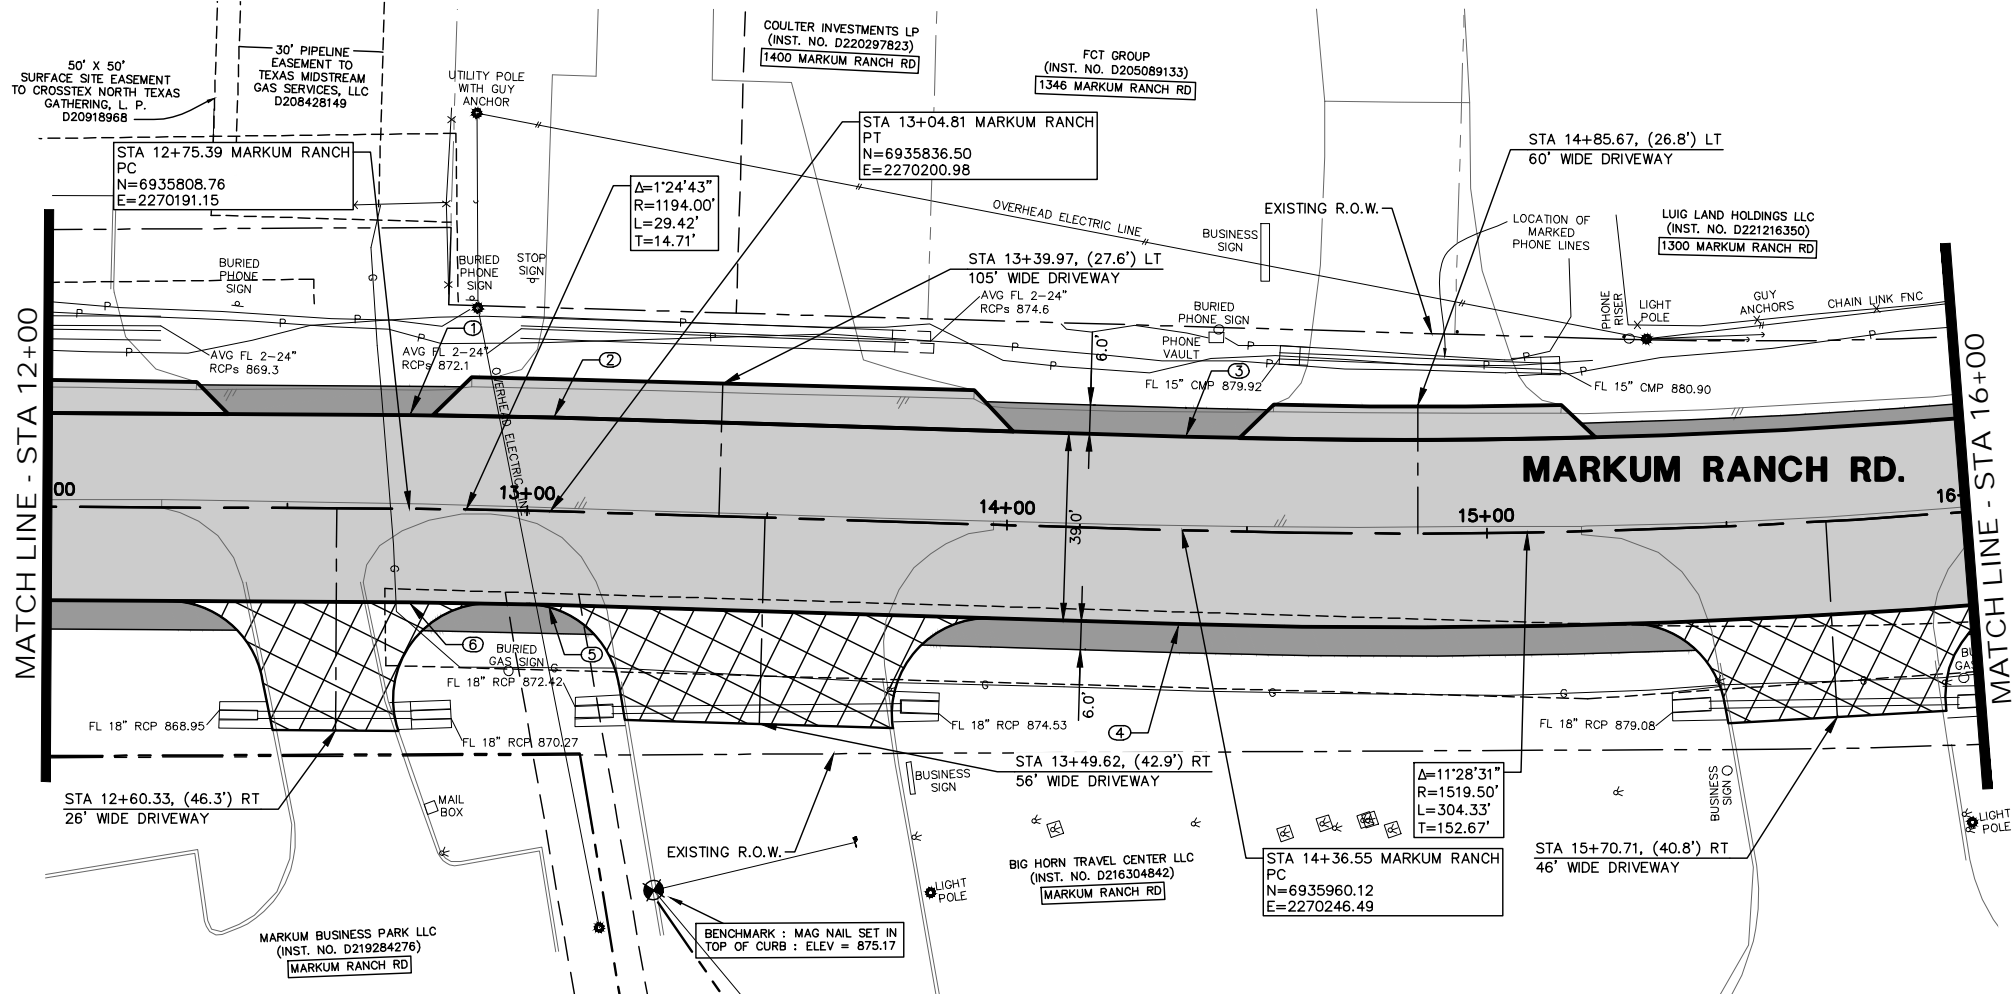 50' X 50'
SURFACE SITE EASEMENT
TO CROSSTEX NORTH TEXAS
GATHERING, L. P.
D20918968
30' PIPELINE
EASEMENT TO
TEXAS MIDSTREAM
GAS SERVICES, LLC
D208428149
UTILITY POLE
WITH GUY
ANCHOR
COULTER INVESTMENTS LP
(INST. NO. D220297823)
1400 MARKUM RANCH RD
FCT GROUP
(INST. NO. D205089133)
1346 MARKUM RANCH RD
STA 12+75.39 MARKUM RANCH
PC
N=6935808.76
E=2270191.15
STA 13+04.81 MARKUM RANCH
PT
N=6935836.50
E=2270200.98
Δ=1°24'43"
R=1194.00'
L=29.42'
T=14.71'
STA 14+85.67, (26.8') LT
60' WIDE DRIVEWAY
EXISTING R.O.W.
LOCATION OF
MARKED
PHONE LINES
LUIG LAND HOLDINGS LLC
(INST. NO. D221216350)
1300 MARKUM RANCH RD
OVERHEAD ELECTRIC LINE
BUSINESS
SIGN
BURIED
PHONE
SIGN
BURIED
PHONE
SIGN
STOP
SIGN
STA 13+39.97, (27.6') LT
105' WIDE DRIVEWAY
AVG FL 2-24"
RCPs 874.6
BURIED
PHONE SIGN
PHONE
VAULT
PHONE
RISER
LIGHT
POLE
GUY
ANCHORS
CHAIN LINK FNC
AVG FL 2-24"
RCPs 869.3
AVG FL 2-24"
RCPs 872.1
1
2
3
6.0'
FL 15" CMP 879.92
FL 15" CMP 880.90
MATCH LINE - STA 12+00
MATCH LINE - STA 16+00
OVERHEAD ELECTRIC LINE
MARKUM RANCH RD.
00
13+00
14+00
15+00
16+
39.0'
6
5
4
BURIED
GAS SIGN
FL 18" RCP 872.42
FL 18" RCP 868.95
FL 18" RCP 870.27
FL 18" RCP 874.53
FL 18" RCP 879.08
6.0'
STA 12+60.33, (46.3') RT
26' WIDE DRIVEWAY
MAIL
BOX
BUSINESS
SIGN
STA 13+49.62, (42.9') RT
56' WIDE DRIVEWAY
Δ=11°28'31"
R=1519.50'
L=304.33'
T=152.67'
BUSINESS
SIGN
LIGHT
POLE
EXISTING R.O.W.
BIG HORN TRAVEL CENTER LLC
(INST. NO. D216304842)
MARKUM RANCH RD
STA 14+36.55 MARKUM RANCH
PC
N=6935960.12
E=2270246.49
STA 15+70.71, (40.8') RT
46' WIDE DRIVEWAY
LIGHT
POLE
MARKUM BUSINESS PARK LLC
(INST. NO. D219284276)
MARKUM RANCH RD
BENCHMARK : MAG NAIL SET IN
TOP OF CURB : ELEV = 875.17